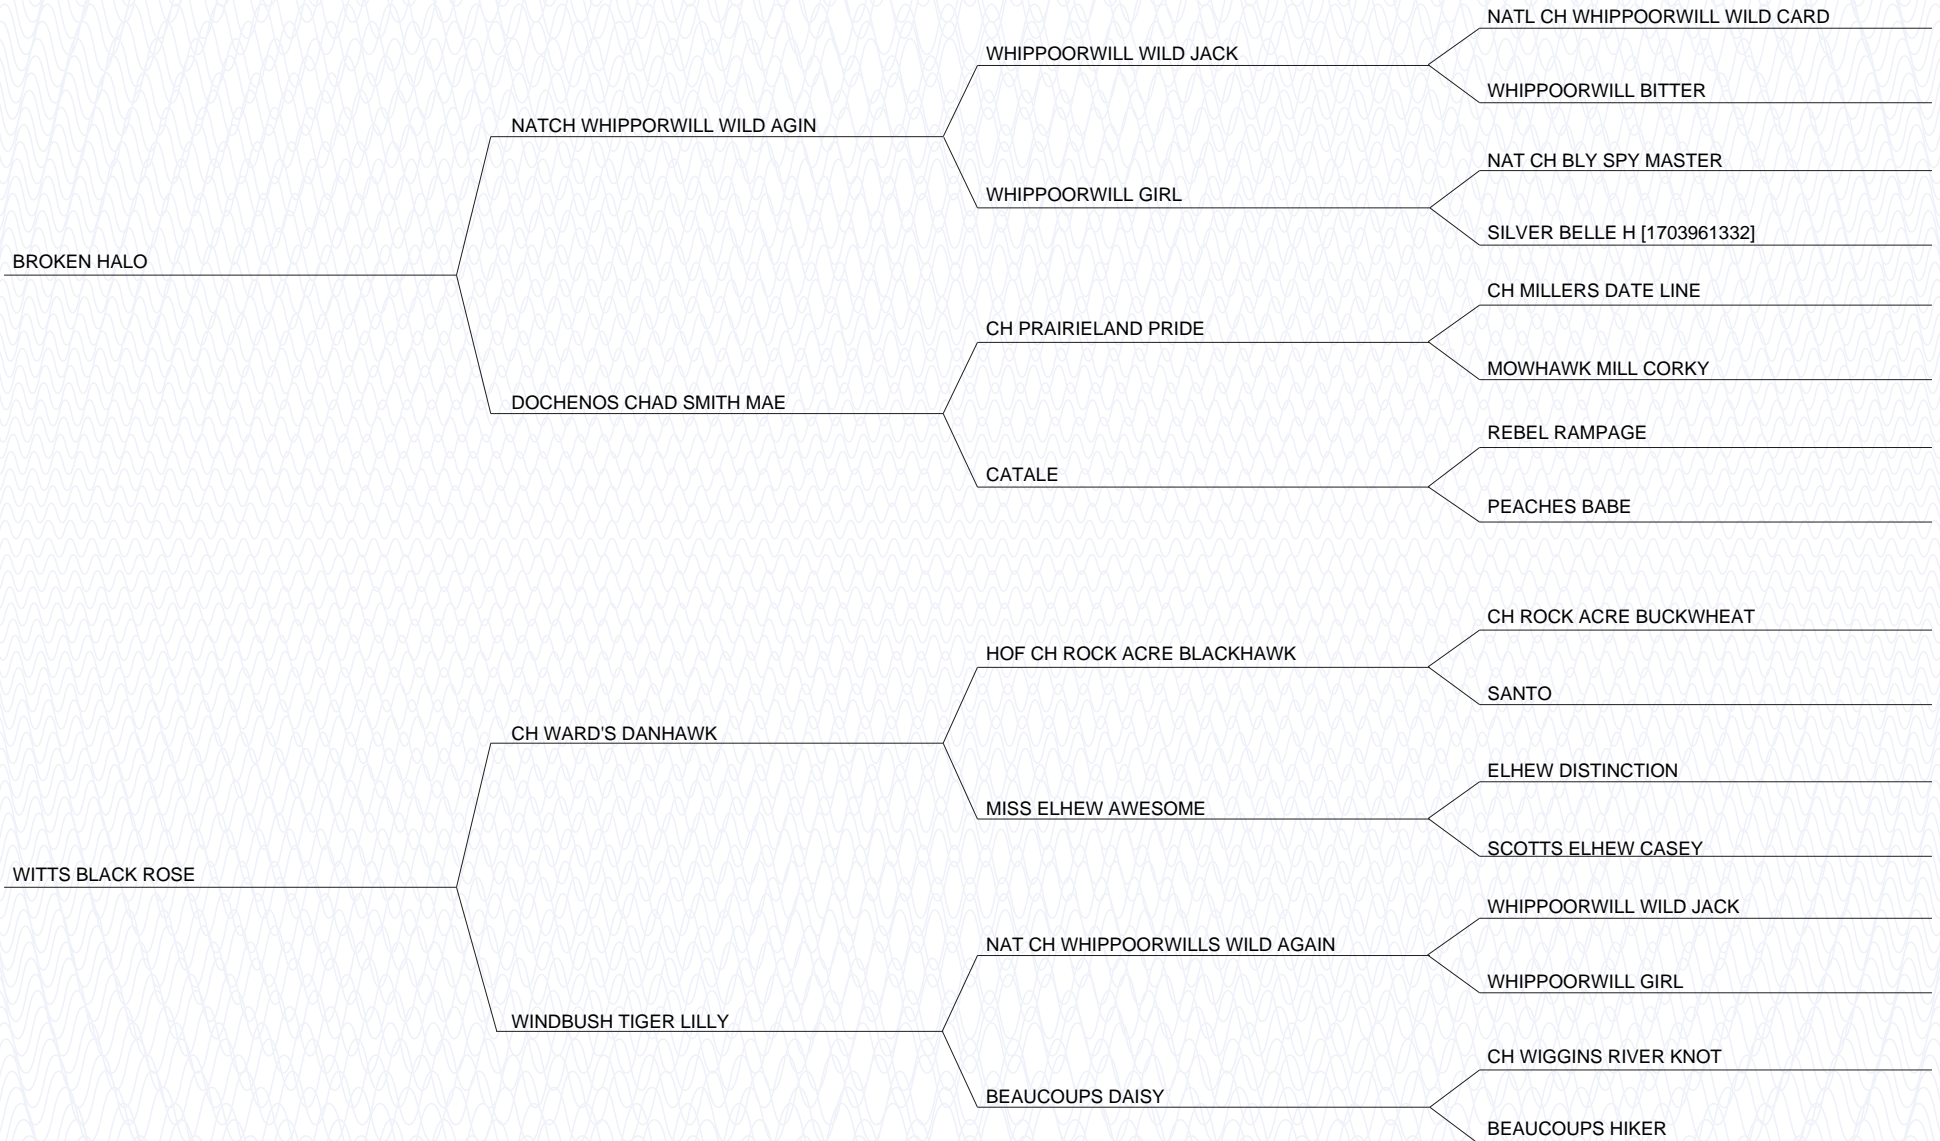 NATL CH WHIPPOORWILL WILD CARD
WHIPPOORWILL WILD JACK
WHIPPOORWILL BITTER
NATCH WHIPPORWILL WILD AGIN
NAT CH BLY SPY MASTER
WHIPPOORWILL GIRL
SILVER BELLE H [1703961332]
BROKEN HALO
CH MILLERS DATE LINE
CH PRAIRIELAND PRIDE
MOWHAWK MILL CORKY
DOCHENOS CHAD SMITH MAE
REBEL RAMPAGE
CATALE
PEACHES BABE
CH ROCK ACRE BUCKWHEAT
HOF CH ROCK ACRE BLACKHAWK
SANTO
CH WARD'S DANHAWK
ELHEW DISTINCTION
MISS ELHEW AWESOME
SCOTTS ELHEW CASEY
WITTS BLACK ROSE
WHIPPOORWILL WILD JACK
NAT CH WHIPPOORWILLS WILD AGAIN
WHIPPOORWILL GIRL
WINDBUSH TIGER LILLY
CH WIGGINS RIVER KNOT
BEAUCOUPS DAISY
BEAUCOUPS HIKER